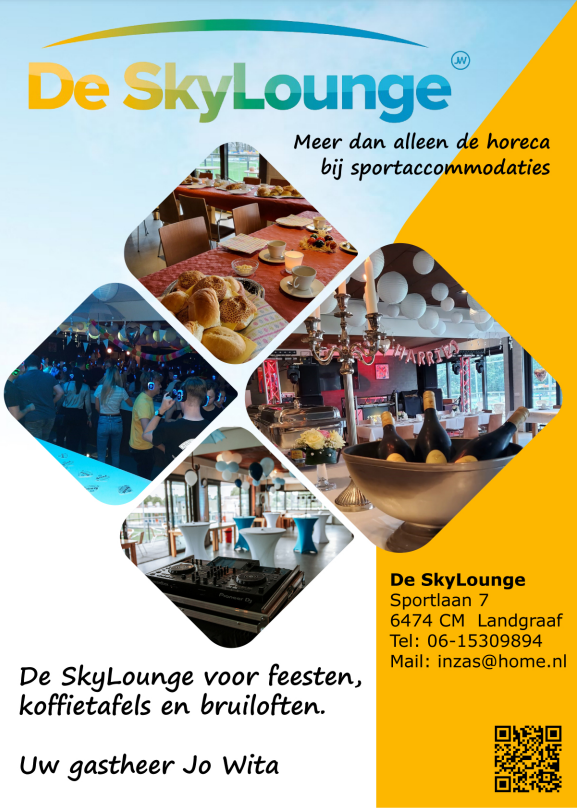 De SkyLounge
JW
Meer dan alleen de horeca
bij sportaccommodaties
De SkyLounge
Sportlaan 7
6474 CM Landgraaf
Tel: 06-15309894
Mail: inzas@home.nl
De SkyLounge voor feesten,
koffietafels en bruiloften.
Uw gastheer Jo Wita